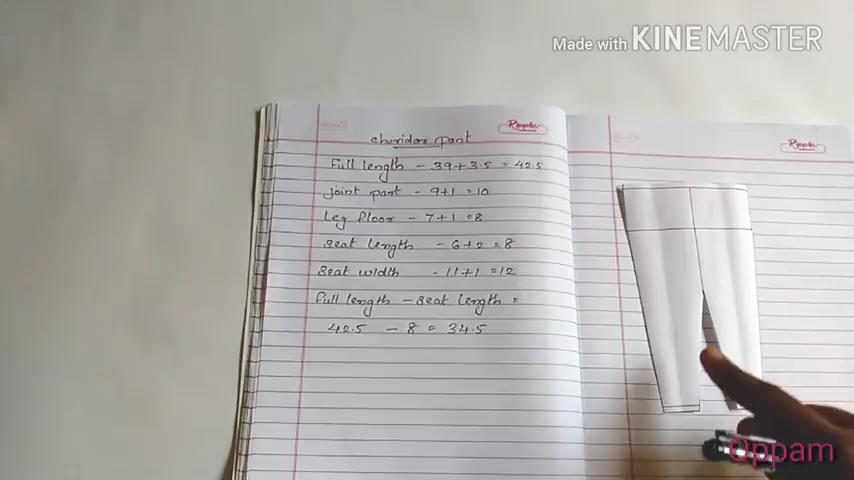 Made with KINEMASTER
Ripple
churidar pant
Full length - 39+3.5 = 42.5
joint part - 9+1 =10
Leg floor - 7+1 =8
seat length - 6+2 = 8
seat width - 11+1 =12
Full length - seat length =
42.5 - 8 = 34.5
Ripple
Oppam